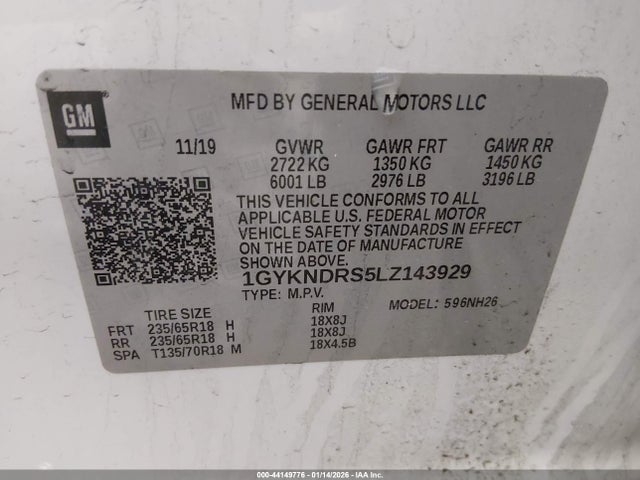 GM
MFD BY GENERAL MOTORS LLC
11/19 GVWR GAWR FRT GAWR RR
2722 KG 1350 KG 1450 KG
6001 LB 2976 LB 3196 LB
THIS VEHICLE CONFORMS TO ALL
APPLICABLE U.S. FEDERAL MOTOR
VEHICLE SAFETY STANDARDS IN EFFECT
ON THE DATE OF MANUFACTURE
SHOWN ABOVE.
1GYKNDRS5LZ143929
TYPE: M.P.V. MODEL: 596NH26
TIRE SIZE RIM
FRT 235/65R18 H 18X8J
RR 235/65R18 H 18X8J
SPA T135/70R18 M 18X4.5B
000-44149776 - 01/14/2026 - IAAI.COM